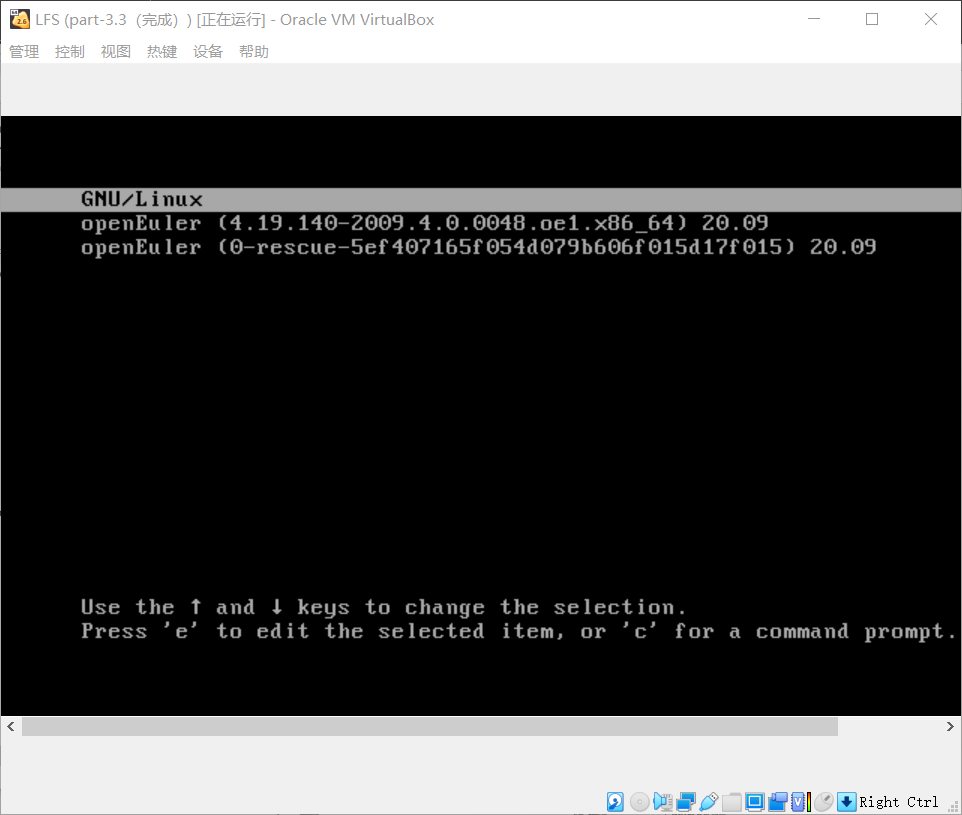 LFS (part-3.3（完成）) [正在运行] - Oracle VM VirtualBox
管理 控制 视图 热键 设备 帮助
GNU/Linux
openEuler (4.19.140-2009.4.0.0048.oe1.x86_64) 20.09
openEuler (0-rescue-5ef407165f054d079b606f015d17f015) 20.09
Use the ↑ and ↓ keys to change the selection.
Press 'e' to edit the selected item, or 'c' for a command prompt.
Right Ctrl